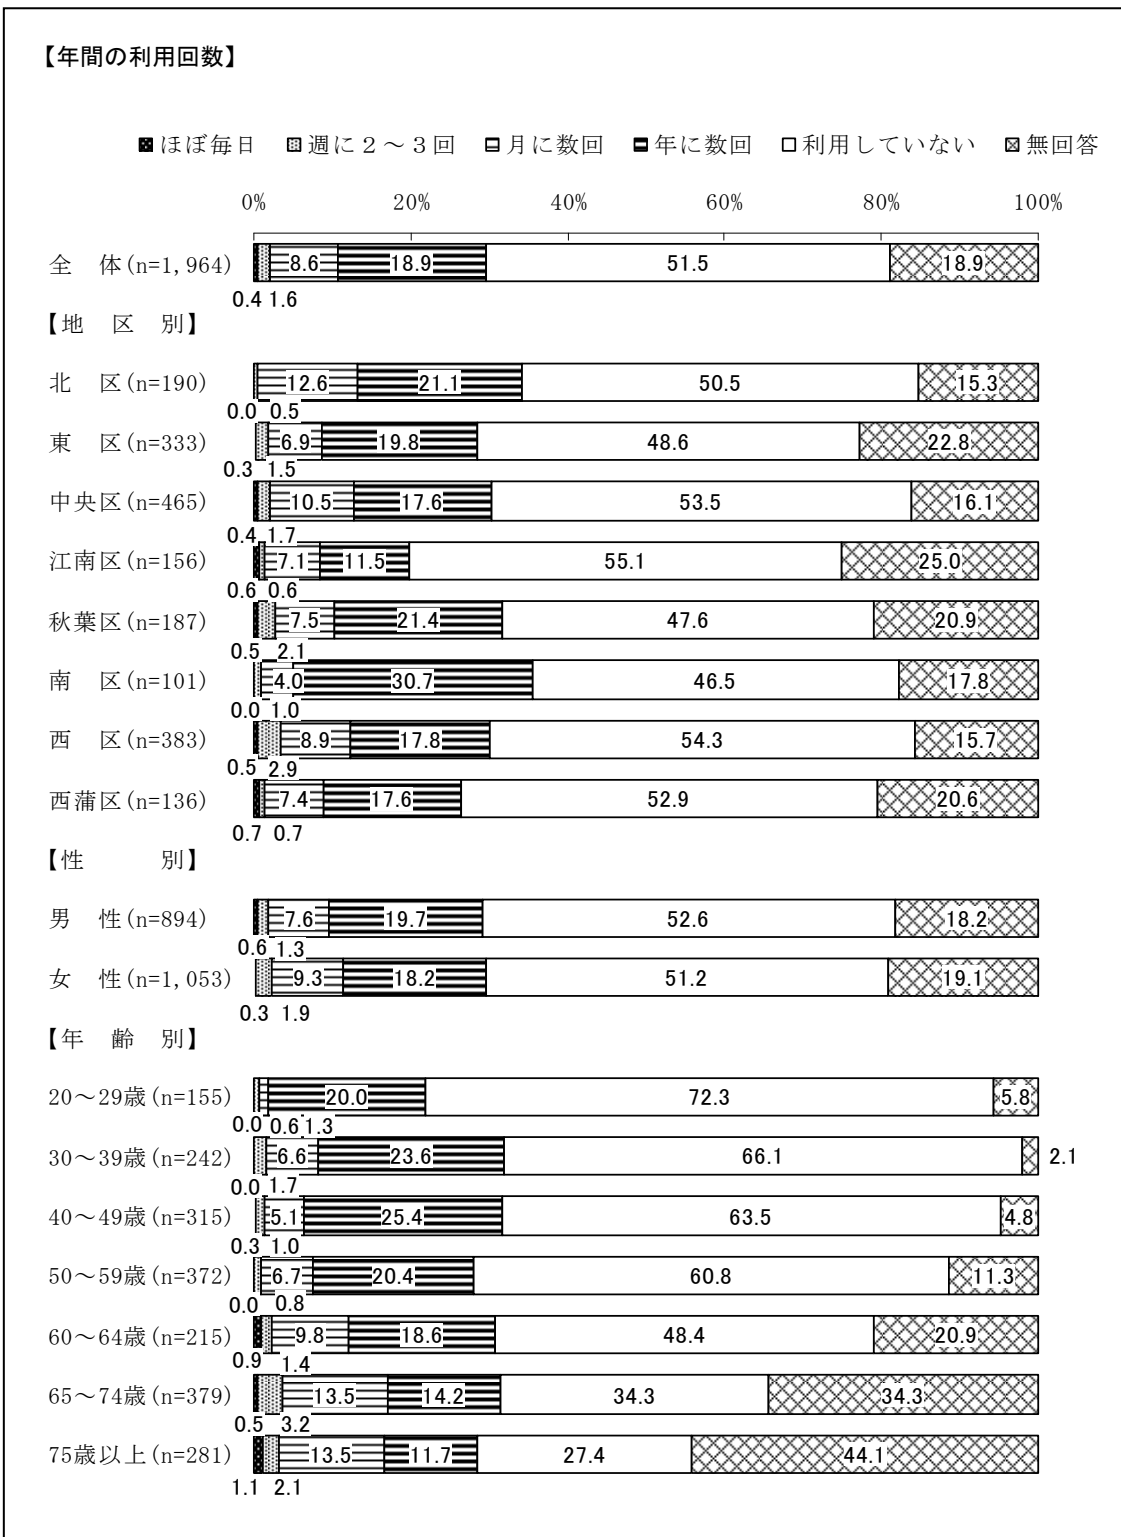 【年間の利用回数】
ほぼ毎日 週に２～３回 月に数回 年に数回 利用していない 無回答
0% 20% 40% 60% 80% 100%
全　体(n=1,964) 8.6 18.9 51.5 18.9
0.4 1.6
【地　区　別】
北　区(n=190) 12.6 21.1 50.5 15.3
0.0 0.5
東　区(n=333) 6.9 19.8 48.6 22.8
0.3 1.5
中央区(n=465) 10.5 17.6 53.5 16.1
0.4 1.7
江南区(n=156) 7.1 11.5 55.1 25.0
0.6 0.6
秋葉区(n=187) 7.5 21.4 47.6 20.9
0.5 2.1
南　区(n=101) 4.0 30.7 46.5 17.8
0.0 1.0
西　区(n=383) 8.9 17.8 54.3 15.7
0.5 2.9
西蒲区(n=136) 7.4 17.6 52.9 20.6
0.7 0.7
【性　　　別】
男　性(n=894) 7.6 19.7 52.6 18.2
0.6 1.3
女　性(n=1,053) 9.3 18.2 51.2 19.1
0.3 1.9
【年　齢　別】
20～29歳(n=155) 20.0 72.3 5.8
0.0 0.6 1.3
30～39歳(n=242) 6.6 23.6 66.1 2.1
0.0 1.7
40～49歳(n=315) 5.1 25.4 63.5 4.8
0.3 1.0
50～59歳(n=372) 6.7 20.4 60.8 11.3
0.0 0.8
60～64歳(n=215) 9.8 18.6 48.4 20.9
0.9 1.4
65～74歳(n=379) 13.5 14.2 34.3 34.3
0.5 3.2
75歳以上(n=281) 13.5 11.7 27.4 44.1
1.1 2.1